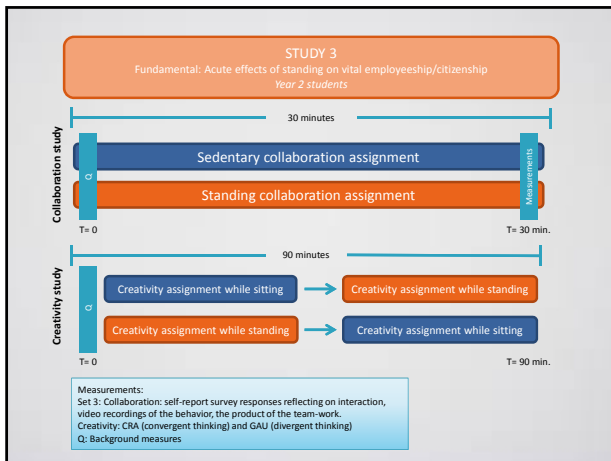 STUDY 3
Fundamental: Acute effects of standing on vital employeeship/citizenship
Year 2 students
30 minutes
Collaboration study
Q
Sedentary collaboration assignment
Standing collaboration assignment
Measurements
T= 0
T= 30 min.
90 minutes
Creativity study
Q
Creativity assignment while sitting
Creativity assignment while standing
Creativity assignment while standing
Creativity assignment while sitting
T= 0
T= 90 min.
Measurements:
Set 3: Collaboration: self-report survey responses reflecting on interaction,
video recordings of the behavior, the product of the team-work.
Creativity: CRA (convergent thinking) and GAU (divergent thinking)
Q: Background measures